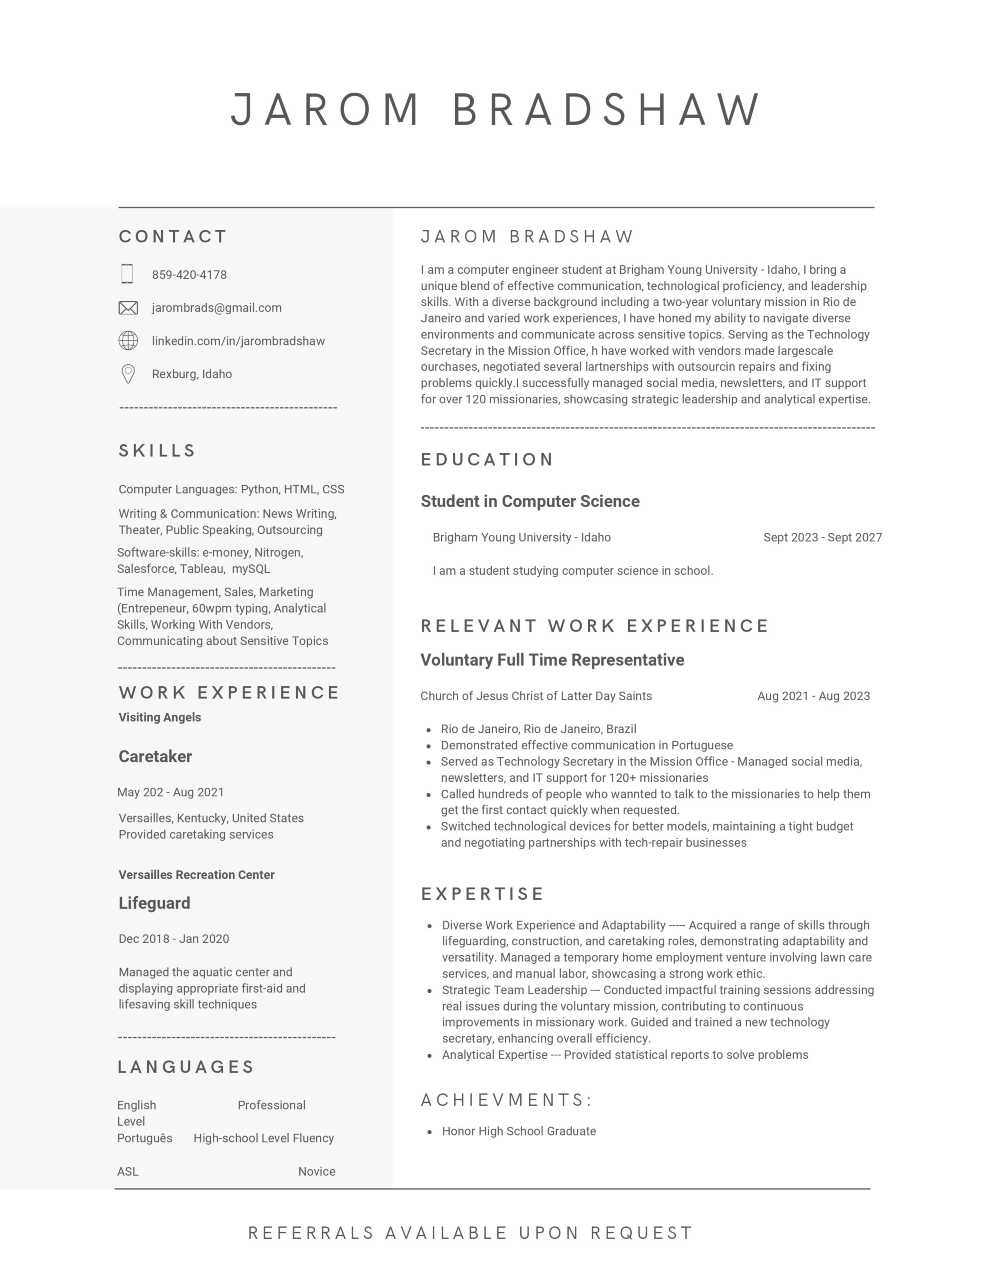 JAROM BRADSHAW
CONTACT
859-420-4178
jarombrads@gmail.com
linkedin.com/in/jarombradshaw
Rexburg, Idaho
----------------------------------------------
SKILLS
Computer Languages: Python, HTML, CSS
Writing & Communication: News Writing,
Theater, Public Speaking, Outsourcing
Software-skills: e-money, Nitrogen,
Salesforce, Tableau,  mySQL
Time Management, Sales, Marketing
(Entrepeneur, 60wpm typing, Analytical
Skills, Working With Vendors,
Communicating about Sensitive Topics
----------------------------------------------
WORK EXPERIENCE
Visiting Angels
Caretaker
May 202 - Aug 2021
Versailles, Kentucky, United States
Provided caretaking services
Versailles Recreation Center
Lifeguard
Dec 2018 - Jan 2020
Managed the aquatic center and
displaying appropriate first-aid and
lifesaving skill techniques
----------------------------------------------
LANGUAGES
English Professional
Level
Português High-school Level Fluency
ASL Novice
JAROM BRADSHAW
I am a computer engineer student at Brigham Young University - Idaho, I bring a
unique blend of effective communication, technological proficiency, and leadership
skills. With a diverse background including a two-year voluntary mission in Rio de
Janeiro and varied work experiences, I have honed my ability to navigate diverse
environments and communicate across sensitive topics. Serving as the Technology
Secretary in the Mission Office, h have worked with vendors made largescale
ourchases, negotiated several lartnerships with outsourcin repairs and fixing
problems quickly.I successfully managed social media, newsletters, and IT support
for over 120 missionaries, showcasing strategic leadership and analytical expertise.
------------------------------------------------------------------------------------------------
EDUCATION
Student in Computer Science
Brigham Young University - Idaho Sept 2023 - Sept 2027
I am a student studying computer science in school.
RELEVANT WORK EXPERIENCE
Voluntary Full Time Representative
Church of Jesus Christ of Latter Day Saints Aug 2021 - Aug 2023
• Rio de Janeiro, Rio de Janeiro, Brazil
• Demonstrated effective communication in Portuguese
• Served as Technology Secretary in the Mission Office - Managed social media,
newsletters, and IT support for 120+ missionaries
• Called hundreds of people who wannted to talk to the missionaries to help them
get the first contact quickly when requested.
• Switched technological devices for better models, maintaining a tight budget
and negotiating partnerships with tech-repair businesses
EXPERTISE
• Diverse Work Experience and Adaptability ----- Acquired a range of skills through
lifeguarding, construction, and caretaking roles, demonstrating adaptability and
versatility. Managed a temporary home employment venture involving lawn care
services, and manual labor, showcasing a strong work ethic.
• Strategic Team Leadership --- Conducted impactful training sessions addressing
real issues during the voluntary mission, contributing to continuous
improvements in missionary work. Guided and trained a new technology
secretary, enhancing overall efficiency.
• Analytical Expertise --- Provided statistical reports to solve problems
ACHIEVMENTS:
• Honor High School Graduate
REFERRALS AVAILABLE UPON REQUEST